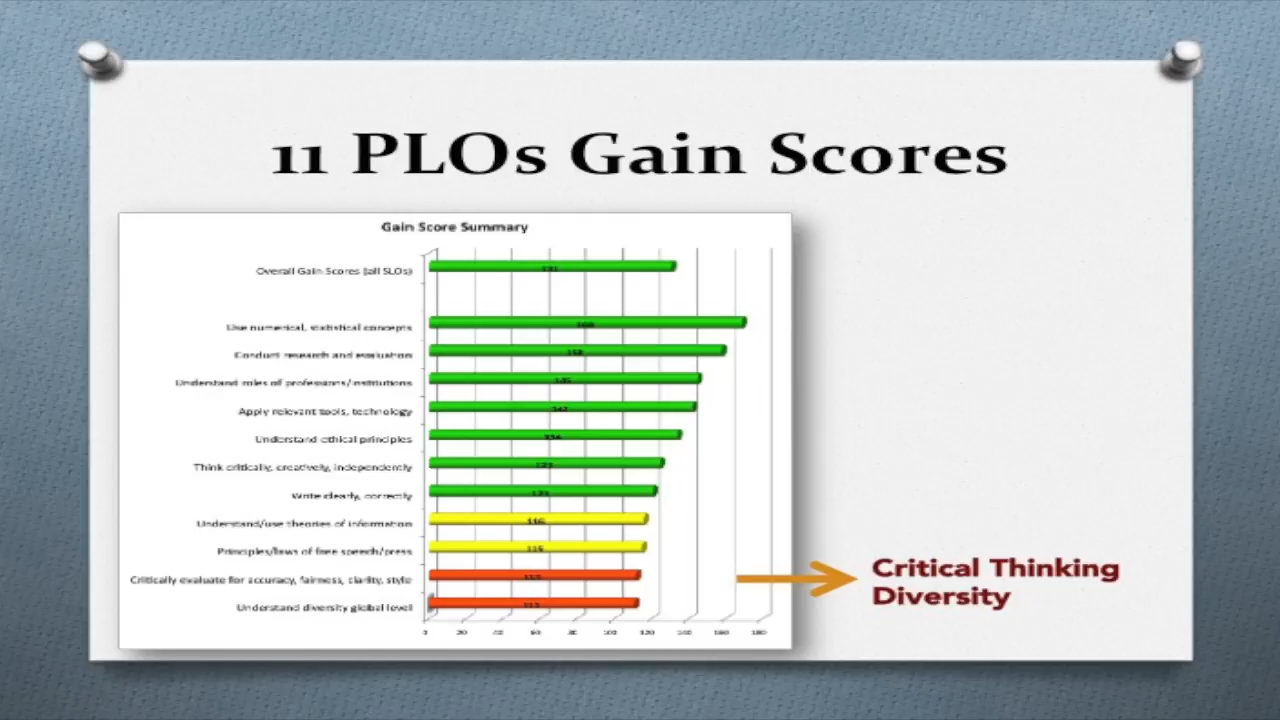 11 PLOs Gain Scores
Gain Score Summary
Overall Gain Scores (all SLOs)
Use numerical, statistical concepts
Conduct research and evaluation
Understand roles of professions/institutions
Apply relevant tools, technology
Understand ethical principles
Think critically, creatively, independently
Write clearly, correctly
Understand/use theories of information
116
Principles/laws of free speech/press
115
Critically evaluate for accuracy, fairness, clarity, style
Understand diversity global level
0 20 40 60 80 100 120 140 160 180
Critical Thinking
Diversity